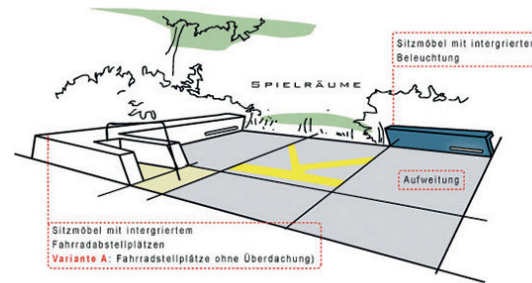 Sitzmöbel mit intergriertem
Beleuchtung
SPIELRÄUME
Aufweitung
Sitzmöbel mit intergriertem
Fahrradabstellplätzen
Variante A: Fahrradstellplätze ohne Überdachung)